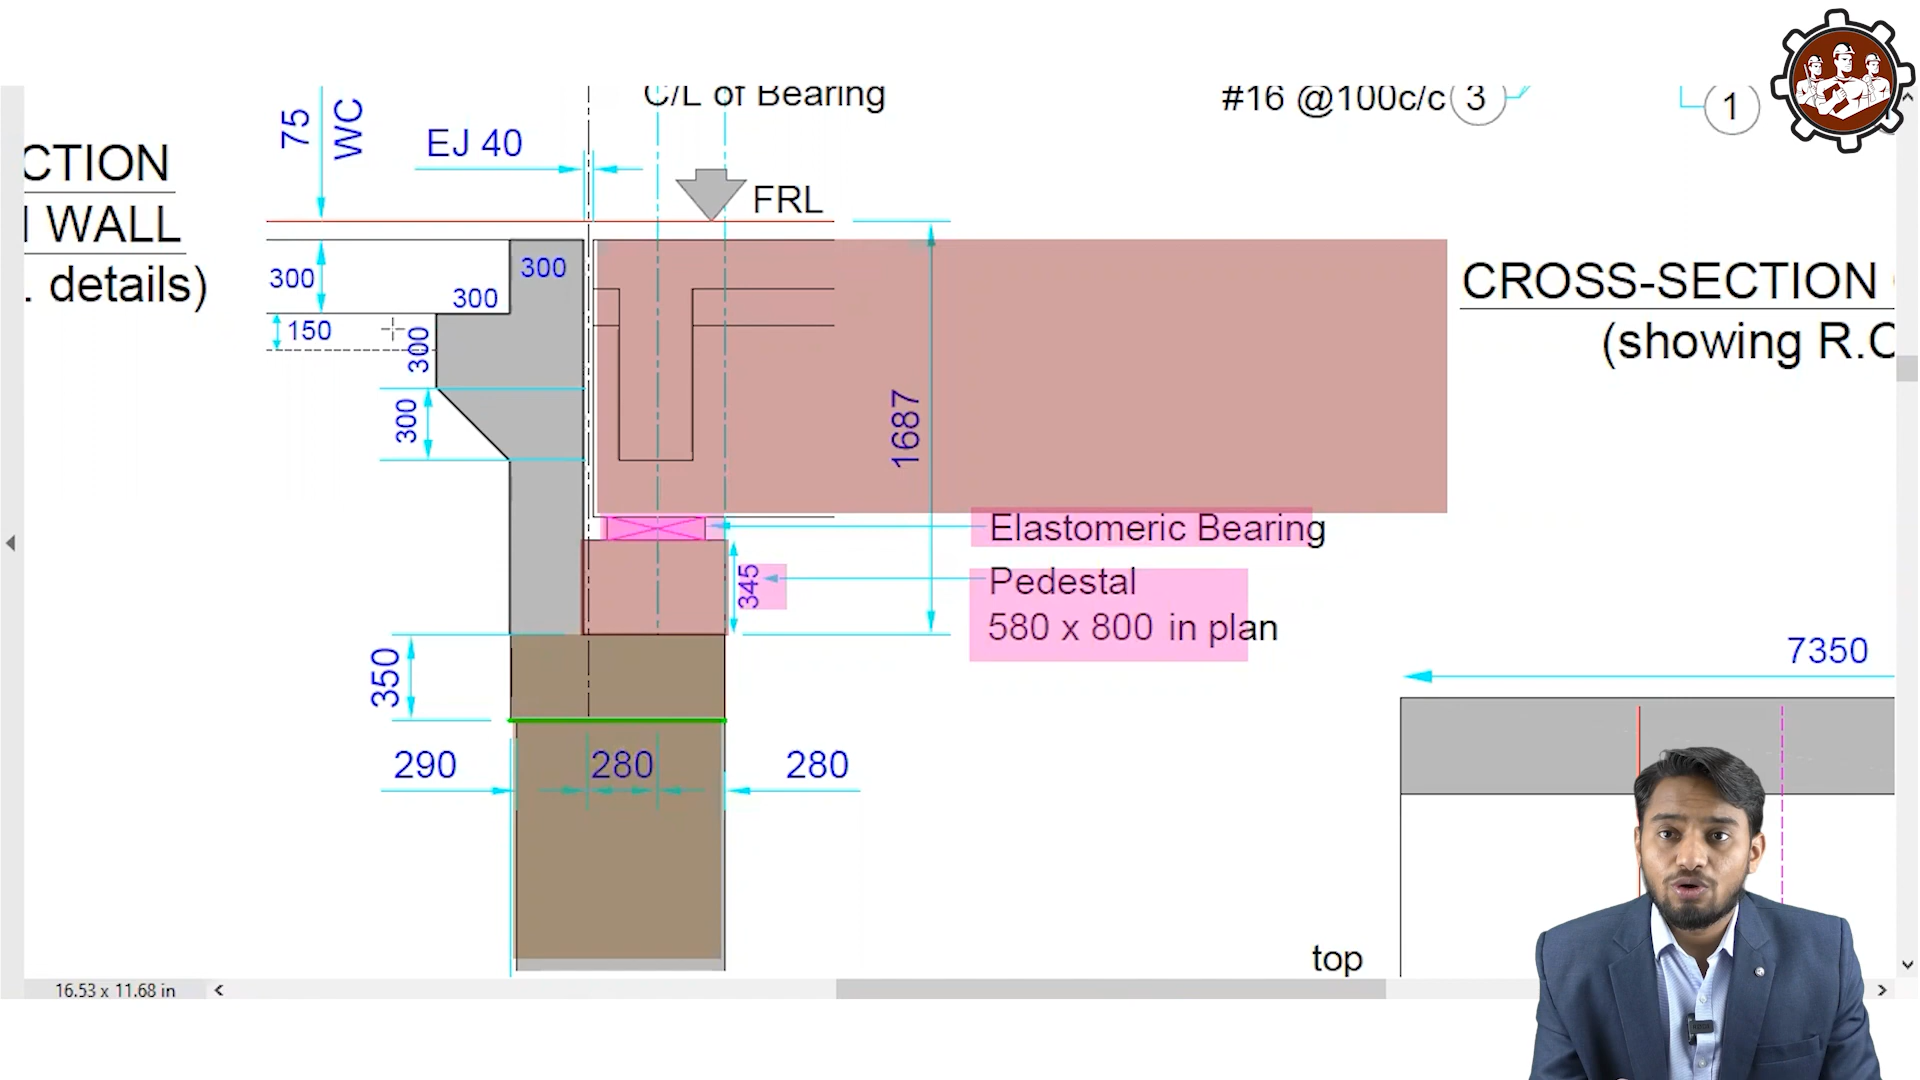 C/L of Bearing
#16 @100c/c
3
1
75
WC
EJ 40
CTION
WALL
. details)
FRL
300
300
300
150
300
300
1687
CROSS-SECTION
(showing R.C
Elastomeric Bearing
Pedestal
580 x 800 in plan
345
350
290
280
280
7350
top
16.53 x 11.68 in